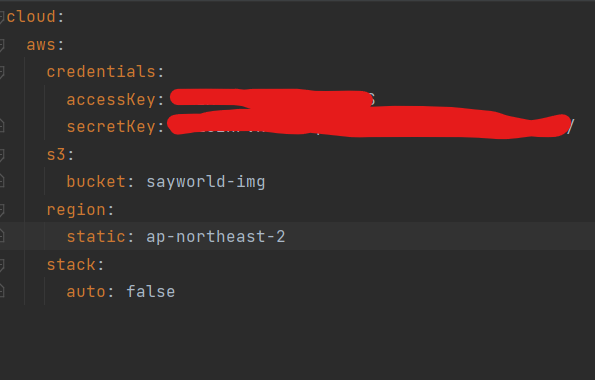 cloud:
aws:
credentials:
accessKey:
secretKey:
s3:
bucket: sayworld-img
region:
static: ap-northeast-2
stack:
auto: false